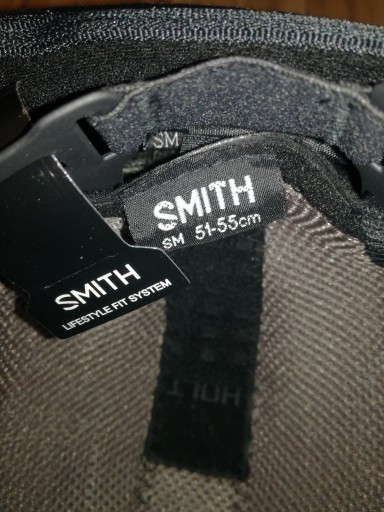 SM
SMITH
SM 51-55cm
SMITH
LIFESTYLE FIT SYSTEM
HOLT